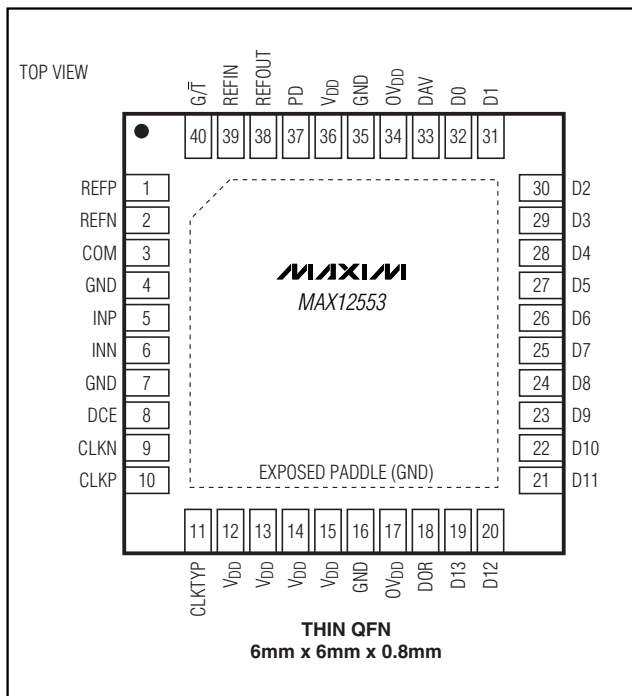 TOP VIEW
G/T̅ REFIN REFOUT PD VDD GND OVDD DAV D0 D1
40 39 38 37 36 35 34 33 32 31
REFP 1
REFN 2
COM 3
GND 4
INP 5
INN 6
GND 7
DCE 8
CLKN 9
CLKP 10
MAXIM
MAX12553
EXPOSED PADDLE (GND)
30 D2
29 D3
28 D4
27 D5
26 D6
25 D7
24 D8
23 D9
22 D10
21 D11
11 12 13 14 15 16 17 18 19 20
CLKTYP VDD VDD VDD VDD GND OVDD DOR D13 D12
THIN QFN
6mm x 6mm x 0.8mm